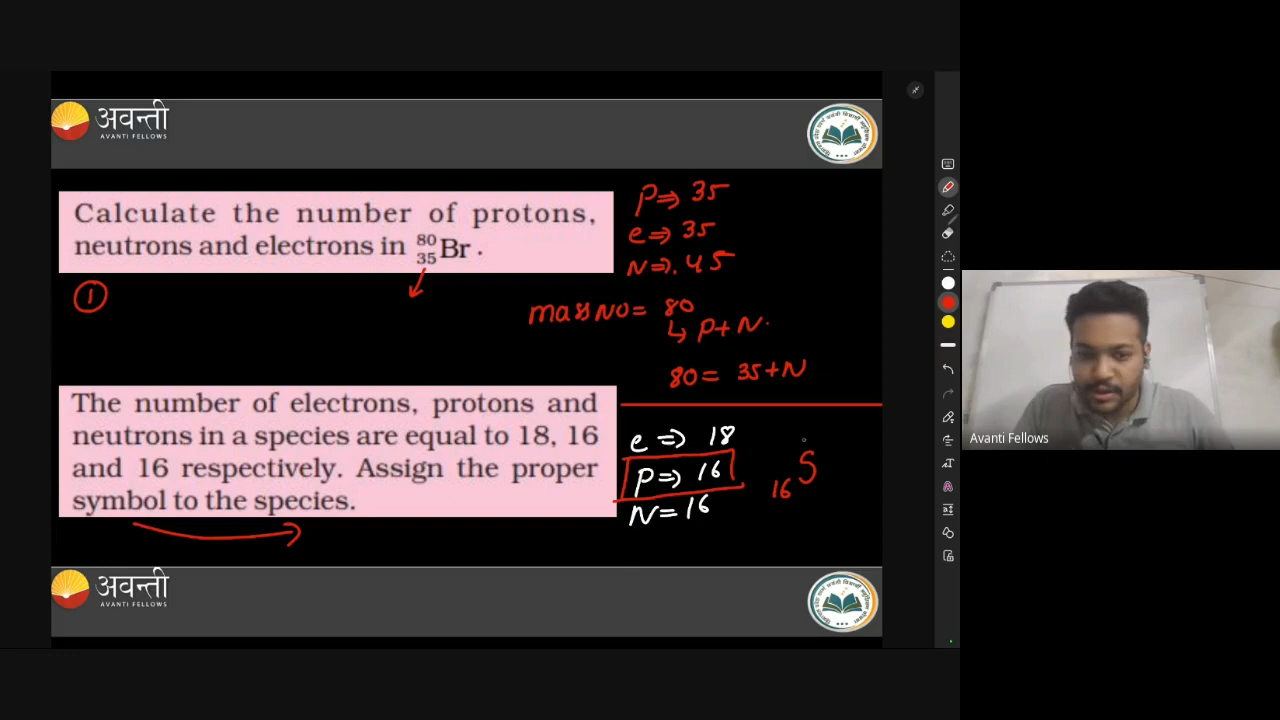 अवन्ती
AVANTI FELLOWS
Calculate the number of protons,
neutrons and electrons in ⁸⁰₃₅Br .
①
P⇒ 35
e⇒ 35
N⇒. 45
mass NO = 80
↳ P+N.
80= 35+N
The number of electrons, protons and
neutrons in a species are equal to 18, 16
and 16 respectively. Assign the proper
symbol to the species.
e ⇒ 18
P⇒ 16
N= 16
₁₆S
अवन्ती
AVANTI FELLOWS
Avanti Fellows